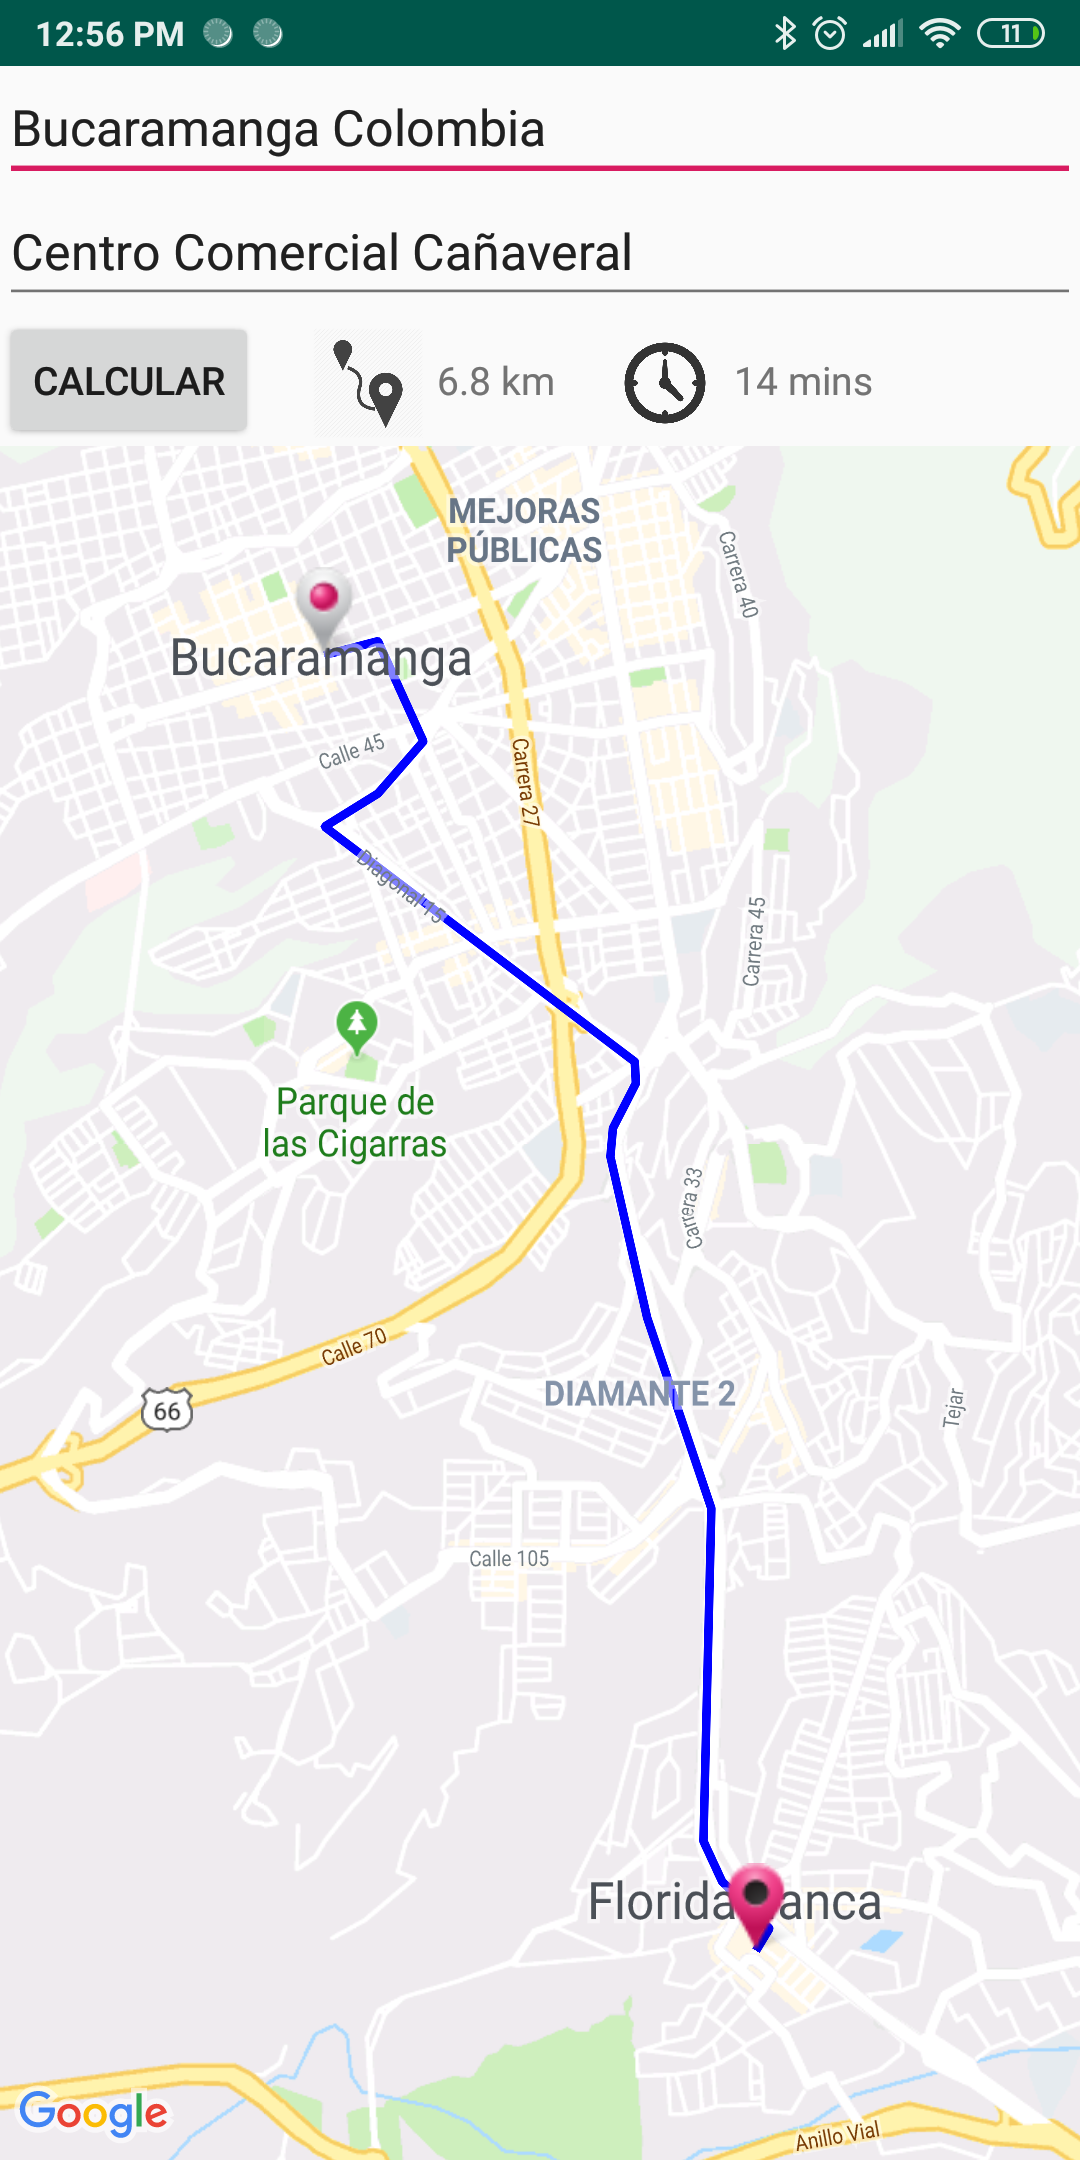 12:56 PM
11
Bucaramanga Colombia
Centro Comercial Cañaveral
CALCULAR
6.8 km
14 mins
MEJORAS
PÚBLICAS
Carrera 40
Bucaramanga
Calle 45
Carrera 27
Diagonal 15
Carrera 45
Parque de
las Cigarras
Carrera 33
Calle 70
66
DIAMANTE 2
Tejar
Calle 105
Florida anca
Google
Anillo Vial